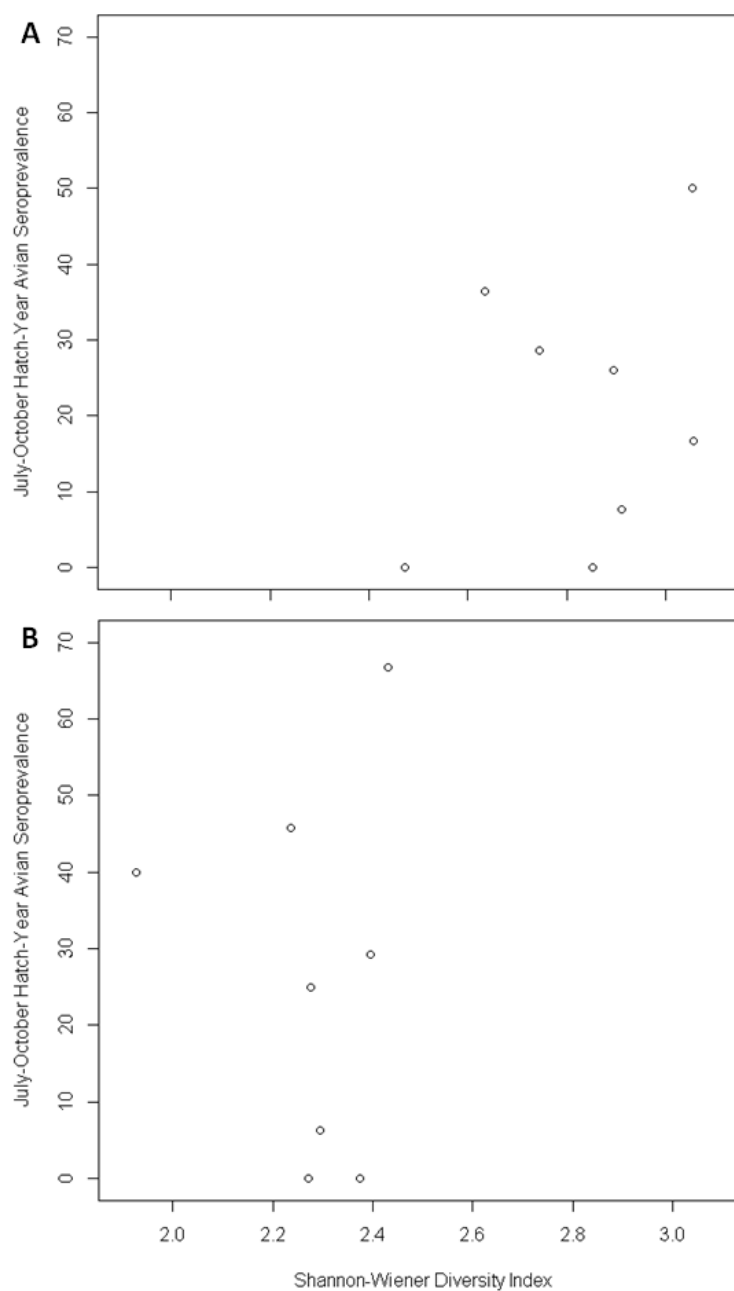 A
July-October Hatch-Year Avian Seroprevalence
70
60
50
40
30
20
10
0
B
July-October Hatch-Year Avian Seroprevalence
70
60
50
40
30
20
10
0
2.0 2.2 2.4 2.6 2.8 3.0
Shannon-Wiener Diversity Index